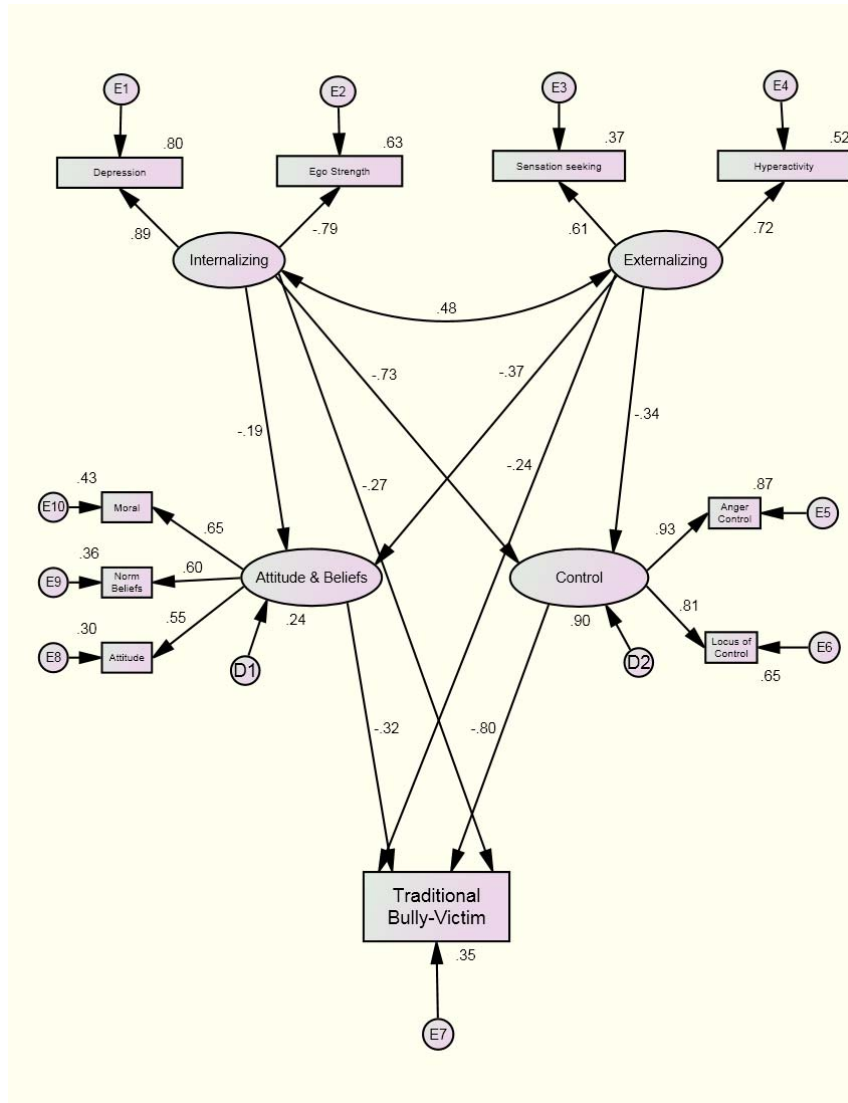 E1
E2
E3
E4
.80
.63
.37
.52
Depression
Ego Strength
Sensation seeking
Hyperactivity
.89
-.79
.61
.72
Internalizing
Externalizing
.48
-.73
-.37
-.34
-.19
-.24
-.27
.43
.87
E10
Moral
Anger
Control
E5
.65
.93
.36
E9
Norm
Beliefs
.60
Attitude & Beliefs
Control
.55
.81
.30
.24
.90
E8
Attitude
D1
D2
Locus of
Control
E6
.65
-.32
-.80
Traditional
Bully-Victim
.35
E7